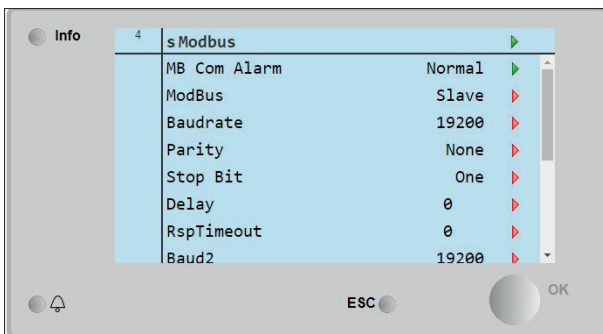 Info
4
sModbus
MB Com Alarm Normal
ModBus Slave
Baudrate 19200
Parity None
Stop Bit One
Delay 0
RspTimeout 0
Baud2 19200
ESC
OK